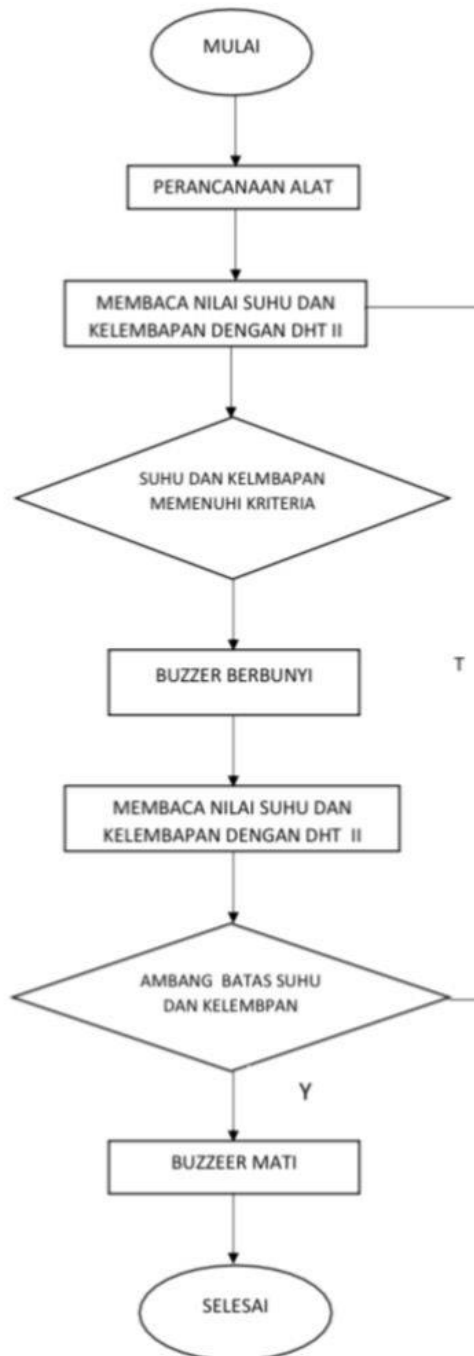 MULAI
PERANCANAAN ALAT
MEMBACA NILAI SUHU DAN
KELEMBAPAN DENGAN DHT II
SUHU DAN KELMBAPAN
MEMENUHI KRITERIA
BUZZER BERBUNYI
T
MEMBACA NILAI SUHU DAN
KELEMBAPAN DENGAN DHT II
AMBANG BATAS SUHU
DAN KELEMBPAN
Y
BUZZEER MATI
SELESAI